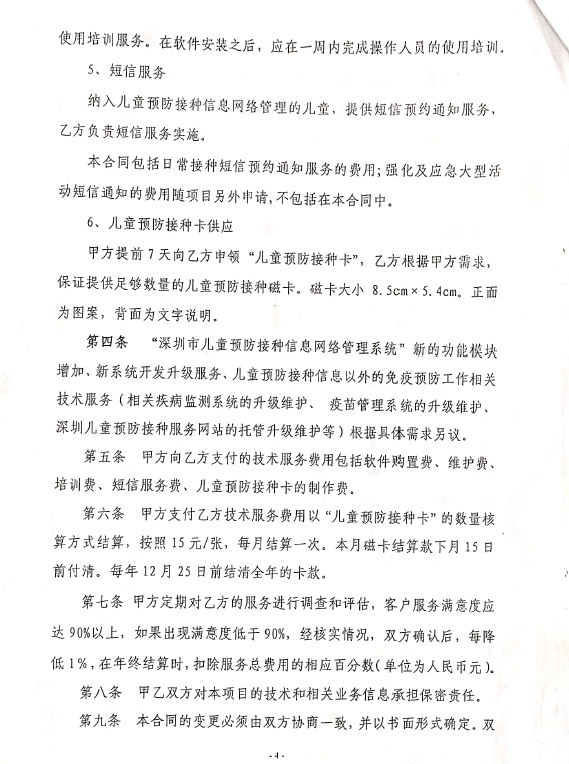 使用培训服务。在软件安装之后，应在一周内完成操作人员的使用培训。
5、短信服务
纳入儿童预防接种信息网络管理的儿童，提供短信预约通知服务，
乙方负责短信服务实施。
本合同包括日常接种短信预约通知服务的费用；强化及应急大型活
动短信通知的费用随项目另外申请，不包括在本合同中。
6、儿童预防接种卡供应
甲方提前7天向乙方申领“儿童预防接种卡”，乙方根据甲方需求，
保证提供足够数量的儿童预防接种磁卡。磁卡大小 8.5cm×5.4cm。正面
为图案，背面为文字说明。
第四条 “深圳市儿童预防接种信息网络管理系统”新的功能模块
增加、新系统开发升级服务、儿童预防接种信息以外的免疫预防工作相关
技术服务（相关疾病监测系统的升级维护、 疫苗管理系统的升级维护、
深圳儿童预防接种服务网站的托管升级维护等）根据具体需求另议。
第五条 甲方向乙方支付的技术服务费用包括软件购置费、维护费、
培训费、短信服务费、儿童预防接种卡的制作费。
第六条 甲方支付乙方技术服务费用以“儿童预防接种卡”的数量核
算方式结算，按照15元/张，每月结算一次。本月磁卡结算款下月15日
前付清。每年12月25日前结清全年的卡款。
第七条 甲方定期对乙方的服务进行调查和评估，客户服务满意度应
达90%以上，如果出现满意度低于90%，经核实情况，双方确认后，每降
低1%，在年终结算时，扣除服务总费用的相应百分数（单位为人民币元）。
第八条 甲乙双方对本项目的技术和相关业务信息承担保密责任。
第九条 本合同的变更必须由双方协商一致，并以书面形式确定。双
-4-